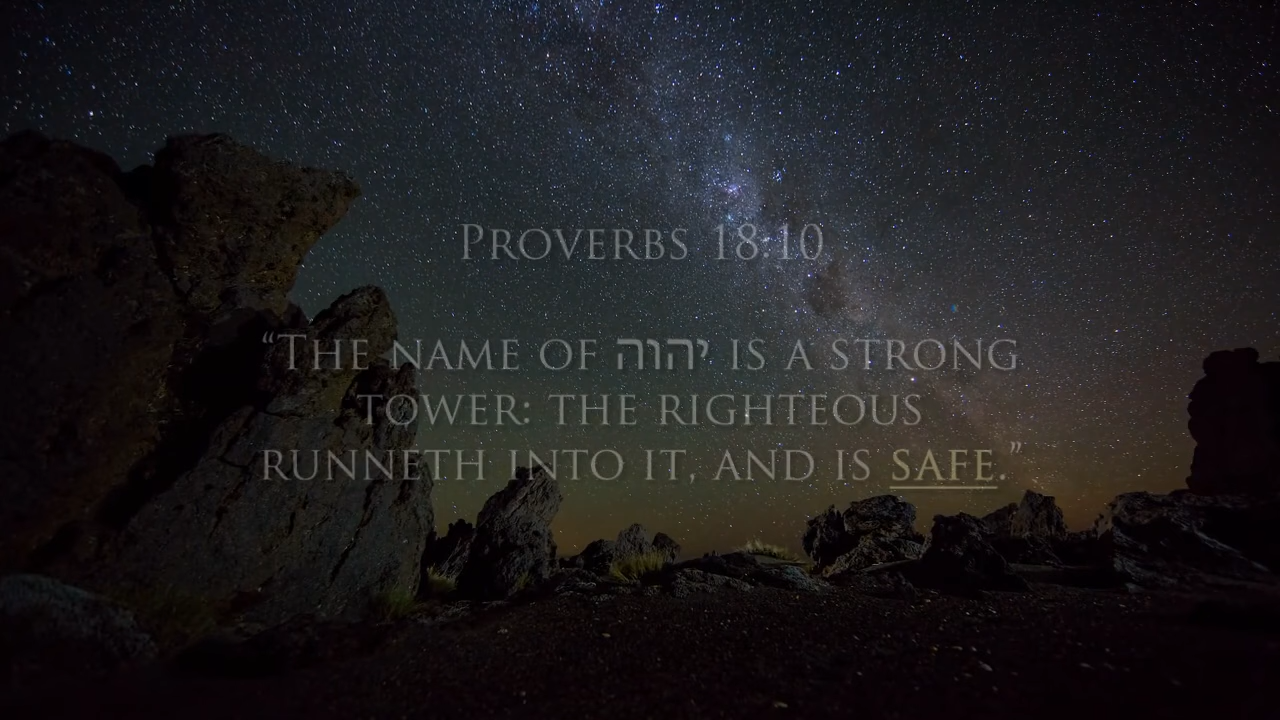 Proverbs 18:10
“The name of יהוה is a strong
tower: the righteous
runneth into it, and is safe.”